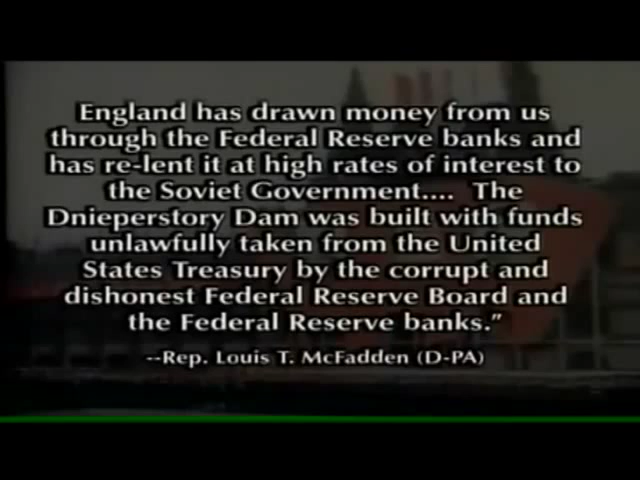 England has drawn money from us
through the Federal Reserve banks and
has re-lent it at high rates of interest to
the Soviet Government.... The
Dnieperstory Dam was built with funds
unlawfully taken from the United
States Treasury by the corrupt and
dishonest Federal Reserve Board and
the Federal Reserve banks."
--Rep. Louis T. McFadden (D-PA)